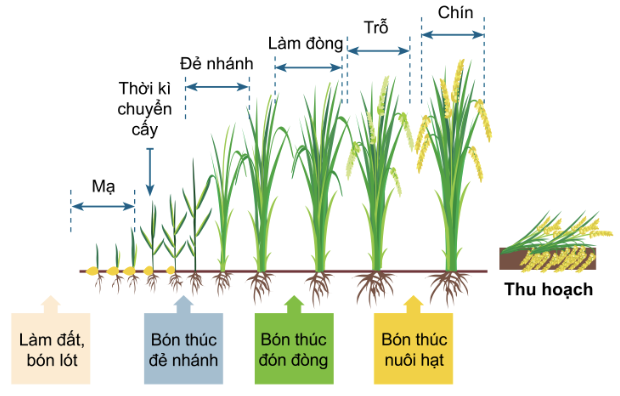 Mạ
Thời kì
chuyển
cấy
Đẻ nhánh
Làm đòng
Trỗ
Chín
Thu hoạch
Làm đất,
bón lót
Bón thúc
đẻ nhánh
Bón thúc
đón đòng
Bón thúc
nuôi hạt